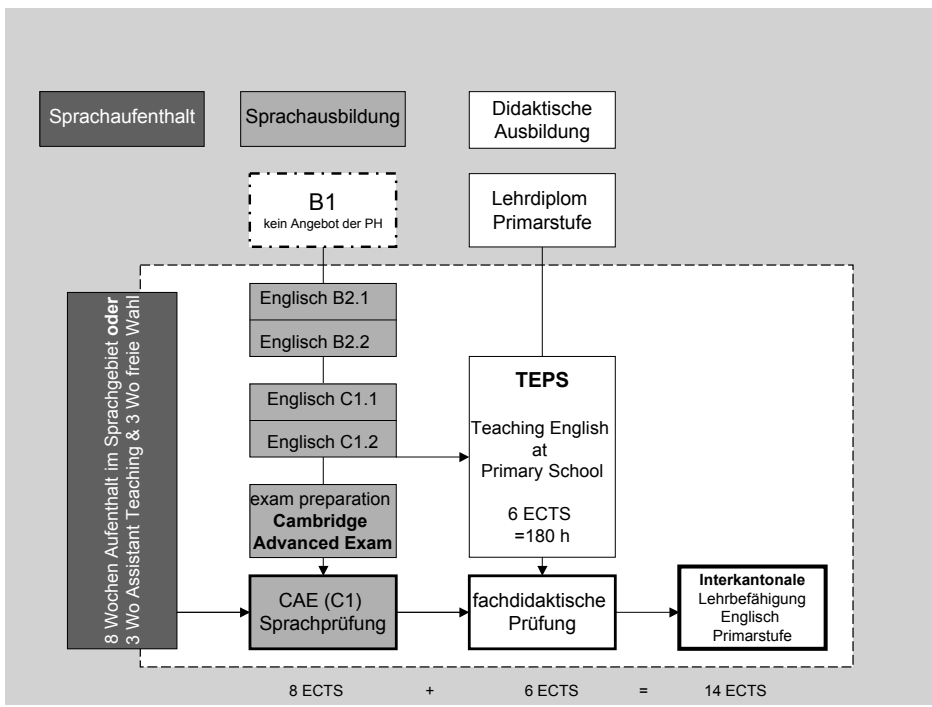 Sprachaufenthalt
Sprachausbildung
Didaktische
Ausbildung
B1
kein Angebot der PH
Lehrdiplom
Primarstufe
8 Wochen Aufenthalt im Sprachgebiet oder
3 Wo Assistant Teaching & 3 Wo freie Wahl
Englisch B2.1
Englisch B2.2
Englisch C1.1
Englisch C1.2
exam preparation
Cambridge
Advanced Exam
TEPS
Teaching English
at
Primary School
6 ECTS
=180 h
CAE (C1)
Sprachprüfung
fachdidaktische
Prüfung
Interkantonale
Lehrbefähigung
Englisch
Primarstufe
8 ECTS + 6 ECTS = 14 ECTS